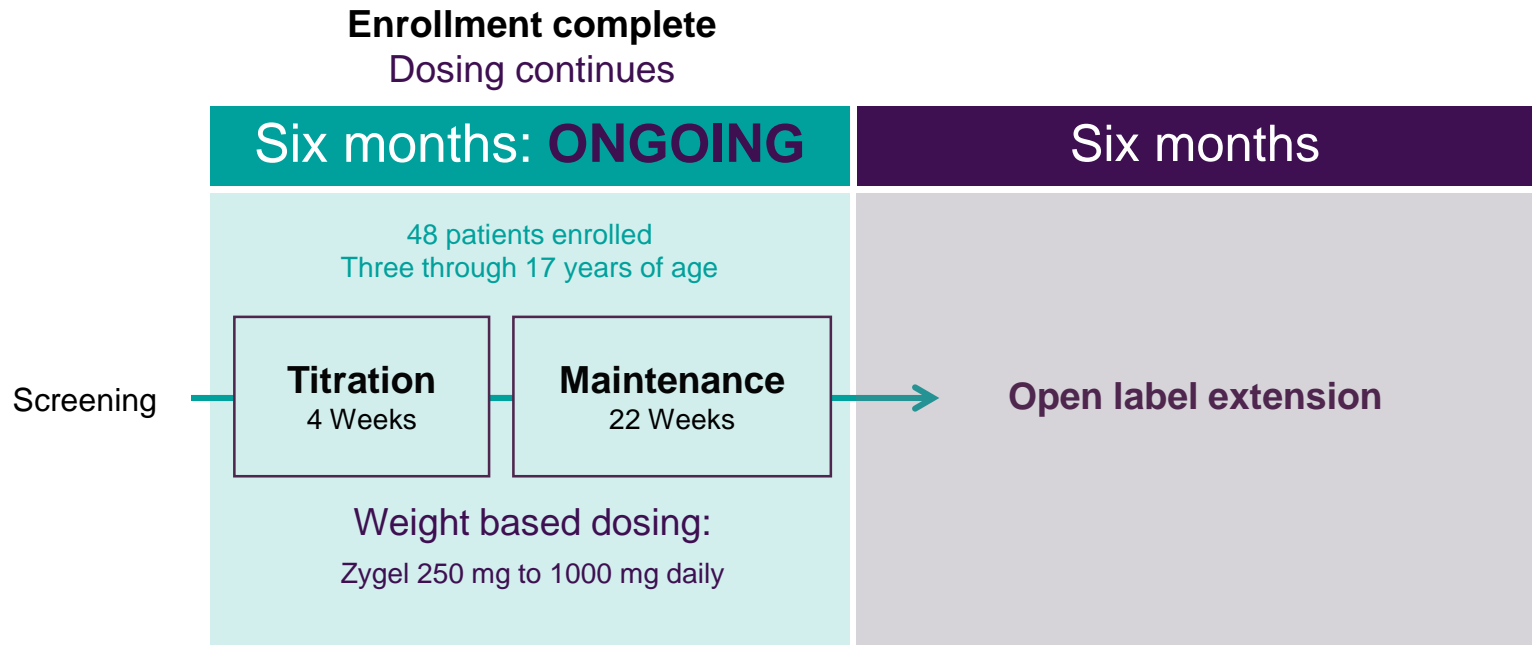 Enrollment complete
Dosing continues
Six months: ONGOING
Six months
48 patients enrolled
Three through 17 years of age
Screening
Titration
4 Weeks
Maintenance
22 Weeks
Open label extension
Weight based dosing:
Zygel 250 mg to 1000 mg daily